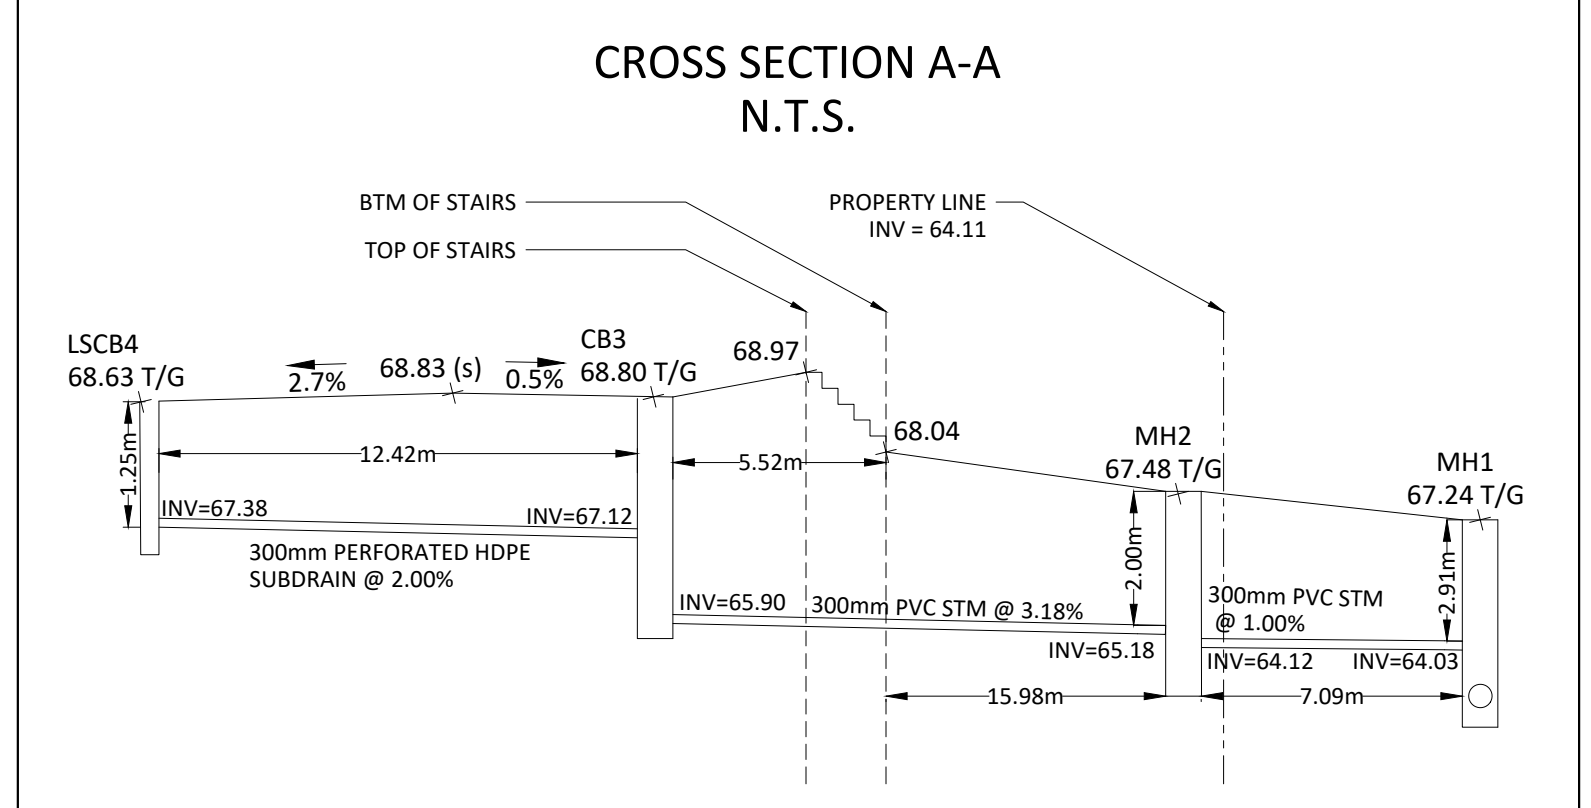 CROSS SECTION A-A
N.T.S.
BTM OF STAIRS
TOP OF STAIRS
PROPERTY LINE
INV = 64.11
LSCB4
68.63 T/G
2.7%
68.83 (s)
0.5%
CB3
68.80 T/G
68.97
68.04
MH2
67.48 T/G
MH1
67.24 T/G
1.25m
12.42m
5.52m
INV=67.38
INV=67.12
300mm PERFORATED HDPE
SUBDRAIN @ 2.00%
INV=65.90
300mm PVC STM @ 3.18%
INV=65.18
2.00m
300mm PVC STM
@ 1.00%
2.91m
INV=64.12
INV=64.03
15.98m
7.09m